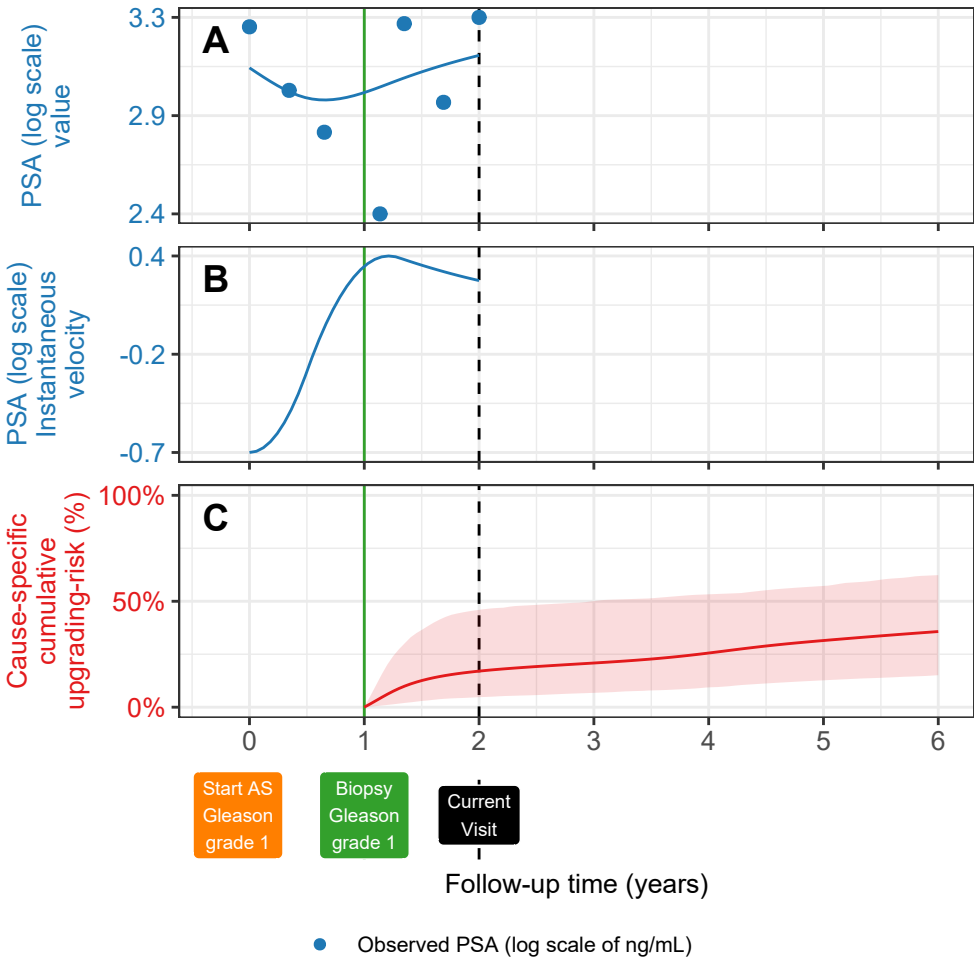 A
PSA (log scale)
value
3.3
2.9
2.4
B
PSA (log scale)
Instantaneous
velocity
0.4
-0.2
-0.7
C
Cause-specific
cumulative
upgrading-risk (%)
100%
50%
0%
0 1 2 3 4 5 6
Start AS
Gleason
grade 1
Biopsy
Gleason
grade 1
Current
Visit
Follow-up time (years)
Observed PSA (log scale of ng/mL)